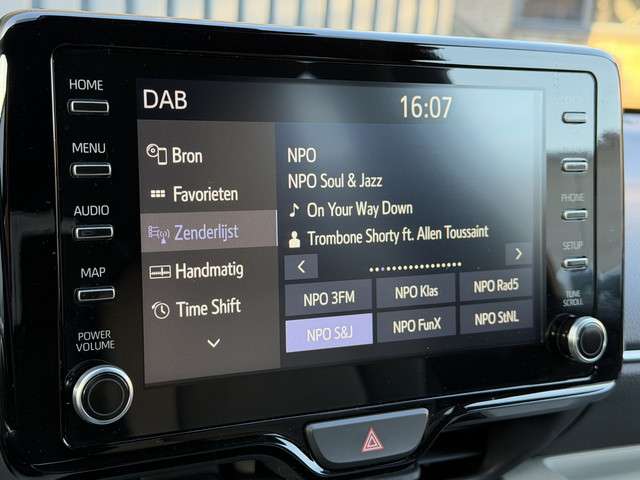 HOME
MENU
AUDIO
MAP
POWER
VOLUME
DAB
16:07
Bron
Favorieten
Zenderlijst
Handmatig
Time Shift
NPO
NPO Soul & Jazz
On Your Way Down
Trombone Shorty ft. Allen Toussaint
NPO 3FM
NPO Klas
NPO Rad5
NPO S&J
NPO FunX
NPO StNL
PHONE
SETUP
TUNE
SCROLL